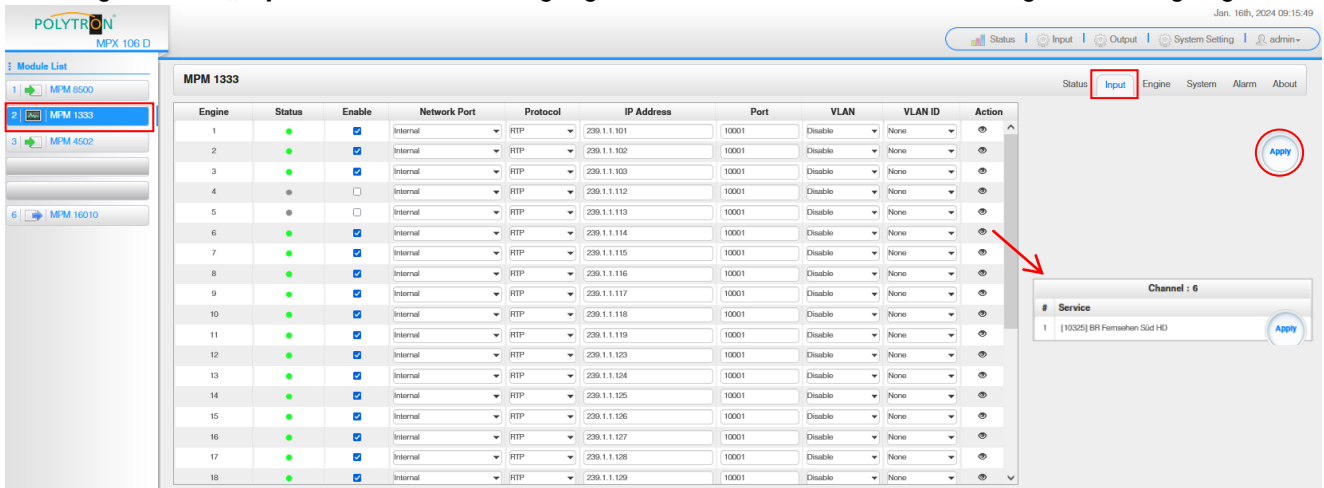 Jan. 16th, 2024 09:15:49
POLYTRON
MPX 106 D
Status Input Output System Setting admin
Module List
1 MPM 8500
2 MPM 1333
3 MPM 4502
6 MPM 16010
MPM 1333
Status Input Engine System Alarm About
Engine Status Enable Network Port Protocol IP Address Port VLAN VLAN ID Action
1 Internal RTP 239.1.1.101 10001 Disable None
2 Internal RTP 239.1.1.102 10001 Disable None
3 Internal RTP 239.1.1.103 10001 Disable None
4 Internal RTP 239.1.1.112 10001 Disable None
5 Internal RTP 239.1.1.113 10001 Disable None
6 Internal RTP 239.1.1.114 10001 Disable None
7 Internal RTP 239.1.1.115 10001 Disable None
8 Internal RTP 239.1.1.116 10001 Disable None
9 Internal RTP 239.1.1.117 10001 Disable None
10 Internal RTP 239.1.1.118 10001 Disable None
11 Internal RTP 239.1.1.119 10001 Disable None
12 Internal RTP 239.1.1.123 10001 Disable None
13 Internal RTP 239.1.1.124 10001 Disable None
14 Internal RTP 239.1.1.125 10001 Disable None
15 Internal RTP 239.1.1.126 10001 Disable None
16 Internal RTP 239.1.1.127 10001 Disable None
17 Internal RTP 239.1.1.128 10001 Disable None
18 Internal RTP 239.1.1.129 10001 Disable None
Apply
Channel : 6
# Service
1 [10325] BR Fernsehen Süd HD
Apply